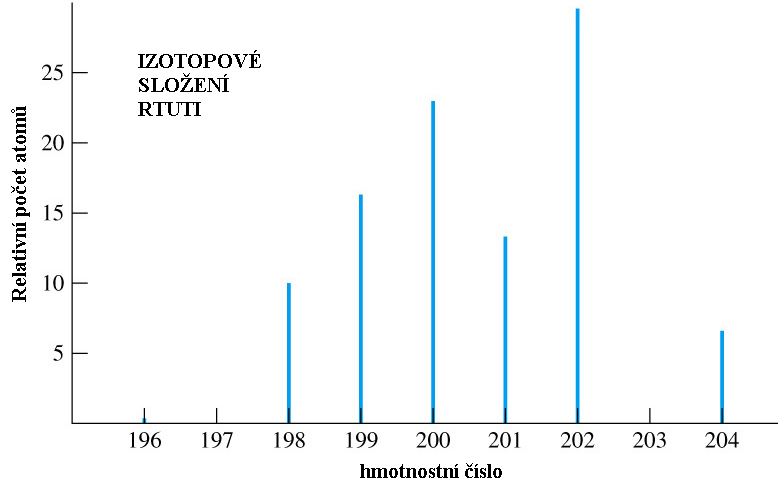 IZOTOPOVÉ
SLOŽENÍ
RTUTI
Relativní počet atomů
25
20
15
10
5
196 197 198 199 200 201 202 203 204
hmotnostní číslo